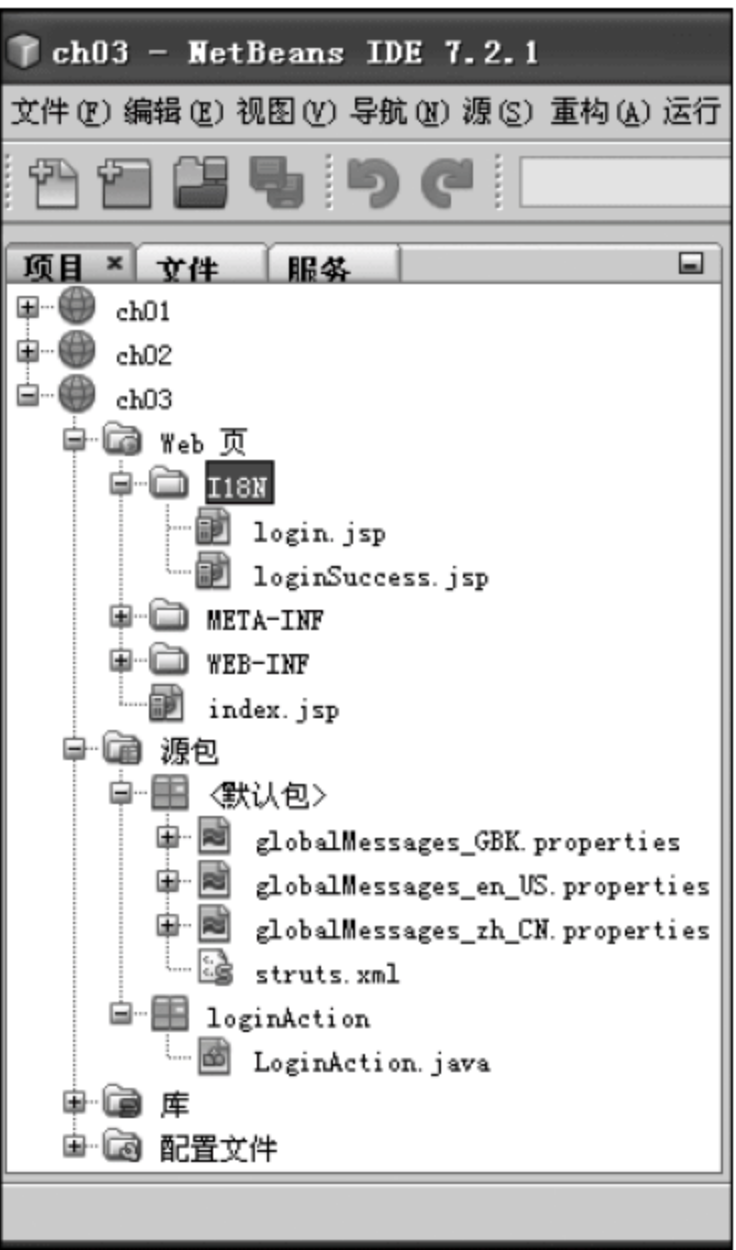 ch03 - NetBeans IDE 7.2.1
文件(F) 编辑(E) 视图(V) 导航(N) 源(S) 重构(A) 运行
项目 × 文件 服务
ch01
ch02
ch03
Web 页
I18N
login.jsp
loginSuccess.jsp
META-INF
WEB-INF
index.jsp
源包
<默认包>
globalMessages_GBK.properties
globalMessages_en_US.properties
globalMessages_zh_CN.properties
struts.xml
loginAction
LoginAction.java
库
配置文件